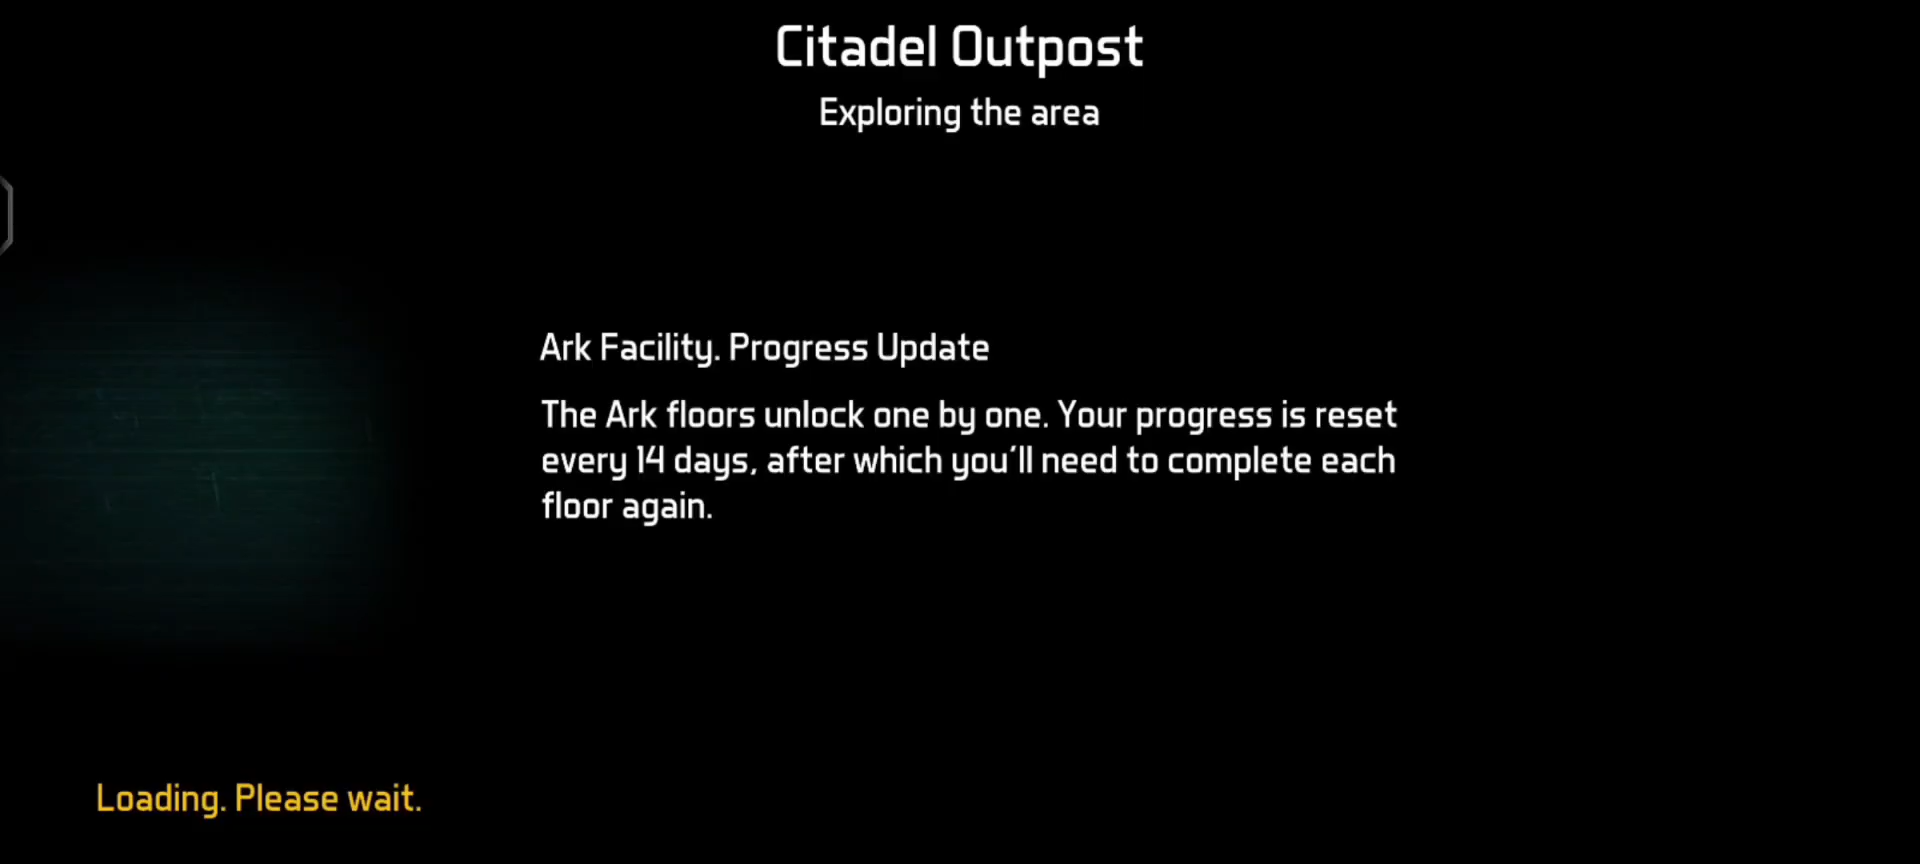 Citadel Outpost
Exploring the area
Ark Facility. Progress Update
The Ark floors unlock one by one. Your progress is reset
every 14 days, after which you'll need to complete each
floor again.
Loading. Please wait.